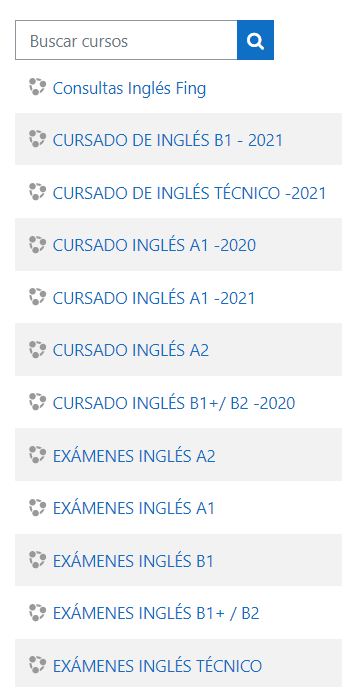 Buscar cursos
Consultas Inglés Fing
CURSADO DE INGLÉS B1 - 2021
CURSADO DE INGLÉS TÉCNICO -2021
CURSADO INGLÉS A1 -2020
CURSADO INGLÉS A1 -2021
CURSADO INGLÉS A2
CURSADO INGLÉS B1+/ B2 -2020
EXÁMENES INGLÉS A2
EXÁMENES INGLÉS A1
EXÁMENES INGLÉS B1
EXÁMENES INGLÉS B1+ / B2
EXÁMENES INGLÉS TÉCNICO